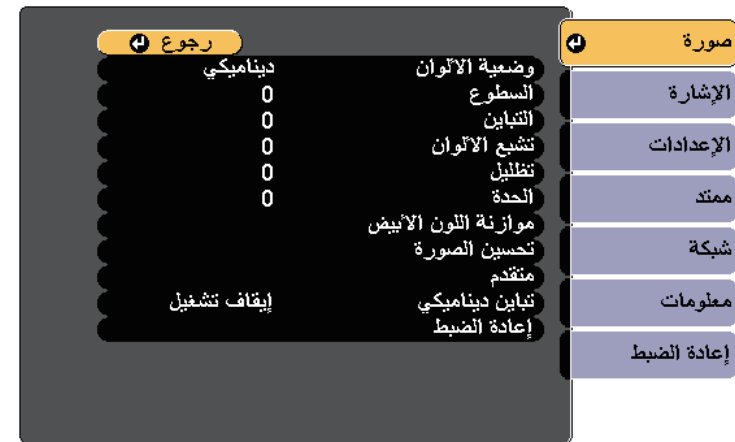 صورة
الإشارة
الإعدادات
ممتد
شبكة
معلومات
إعادة الضبط
رجوع
وضعية الألوان ديناميكي
السطوع 0
التباين 0
تشبع الألوان 0
تظليل 0
الحدة 0
موازنة اللون الأبيض
تحسين الصورة
متقدم
تباين ديناميكي إيقاف تشغيل
إعادة الضبط